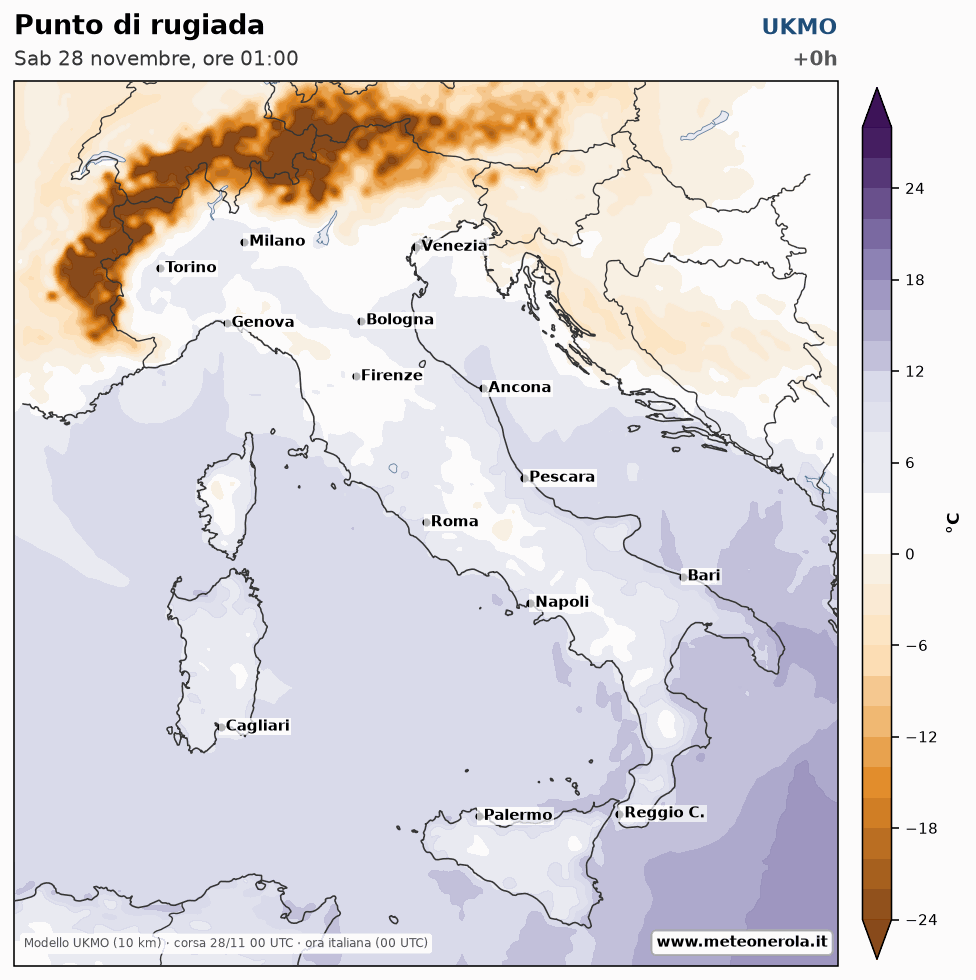 Punto di rugiada
UKMO
Sab 28 novembre, ore 01:00
+0h
Milano
Venezia
Torino
Genova
Bologna
Firenze
Ancona
Pescara
Roma
Bari
Napoli
Cagliari
Palermo
Reggio C.
24
18
12
6
0
−6
−12
−18
−24
°C
Modello UKMO (10 km) · corsa 28/11 00 UTC · ora italiana (00 UTC)
www.meteonerola.it